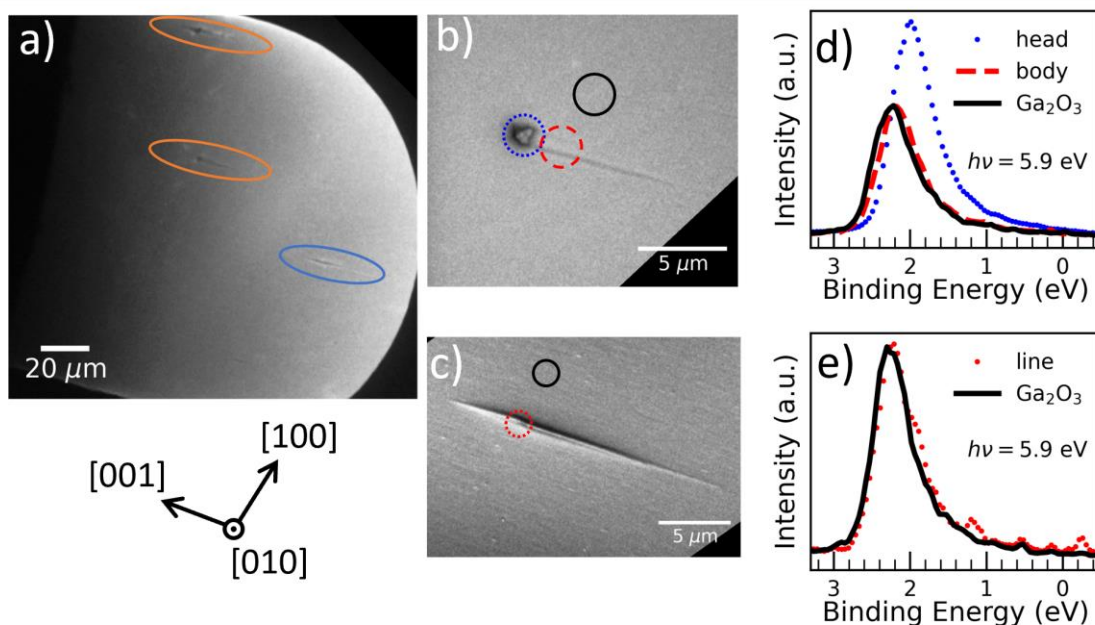 a)
20 μm
[100]
[001]
[010]
b)
5 μm
c)
5 μm
d)
Intensity (a.u.)
head
body
Ga₂O₃
hν = 5.9 eV
3 2 1 0
Binding Energy (eV)
e)
Intensity (a.u.)
line
Ga₂O₃
hν = 5.9 eV
3 2 1 0
Binding Energy (eV)